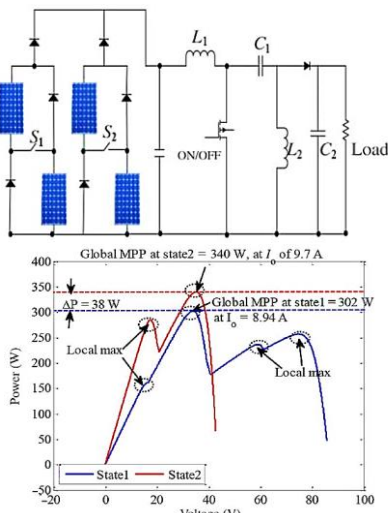 L1
C1
S1
S2
ON/OFF
L2
C2
Load
Global MPP at state2 = 340 W, at Io of 9.7 A
400
350
300
250
200
150
100
50
0
−50
Power (W)
ΔP = 38 W
Global MPP at state1 = 302 W
at Io = 8.94 A
Local max
Local max
State1
State2
−20
0
20
40
60
80
100
Voltage (V)